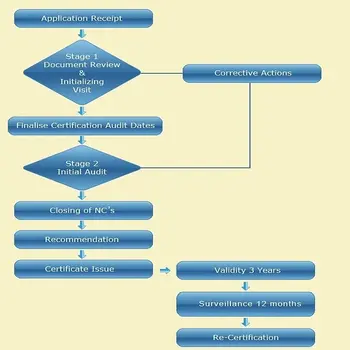 Application Receipt
Stage 1
Document Review
&
Initializing
Visit
Corrective Actions
Finalise Certification Audit Dates
Stage 2
Initial Audit
Closing of NC's
Recommendation
Certificate Issue
Validity 3 Years
Surveillance 12 months
Re-Certification